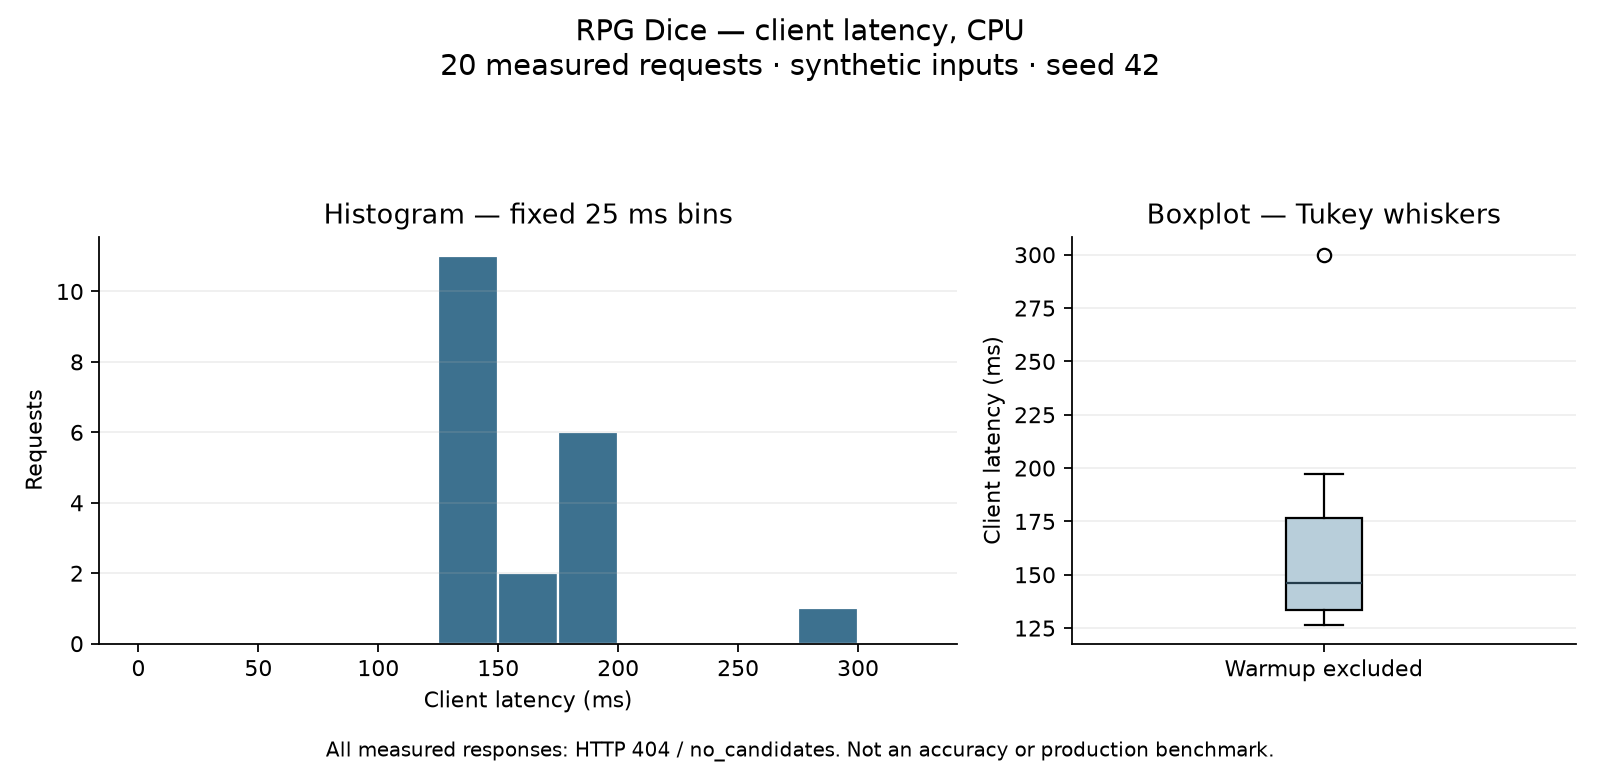 RPG Dice — client latency, CPU
20 measured requests · synthetic inputs · seed 42
Histogram — fixed 25 ms bins
Requests
10
8
6
4
2
0
0 50 100 150 200 250 300
Client latency (ms)
Boxplot — Tukey whiskers
Client latency (ms)
300
275
250
225
200
175
150
125
Warmup excluded
All measured responses: HTTP 404 / no_candidates. Not an accuracy or production benchmark.